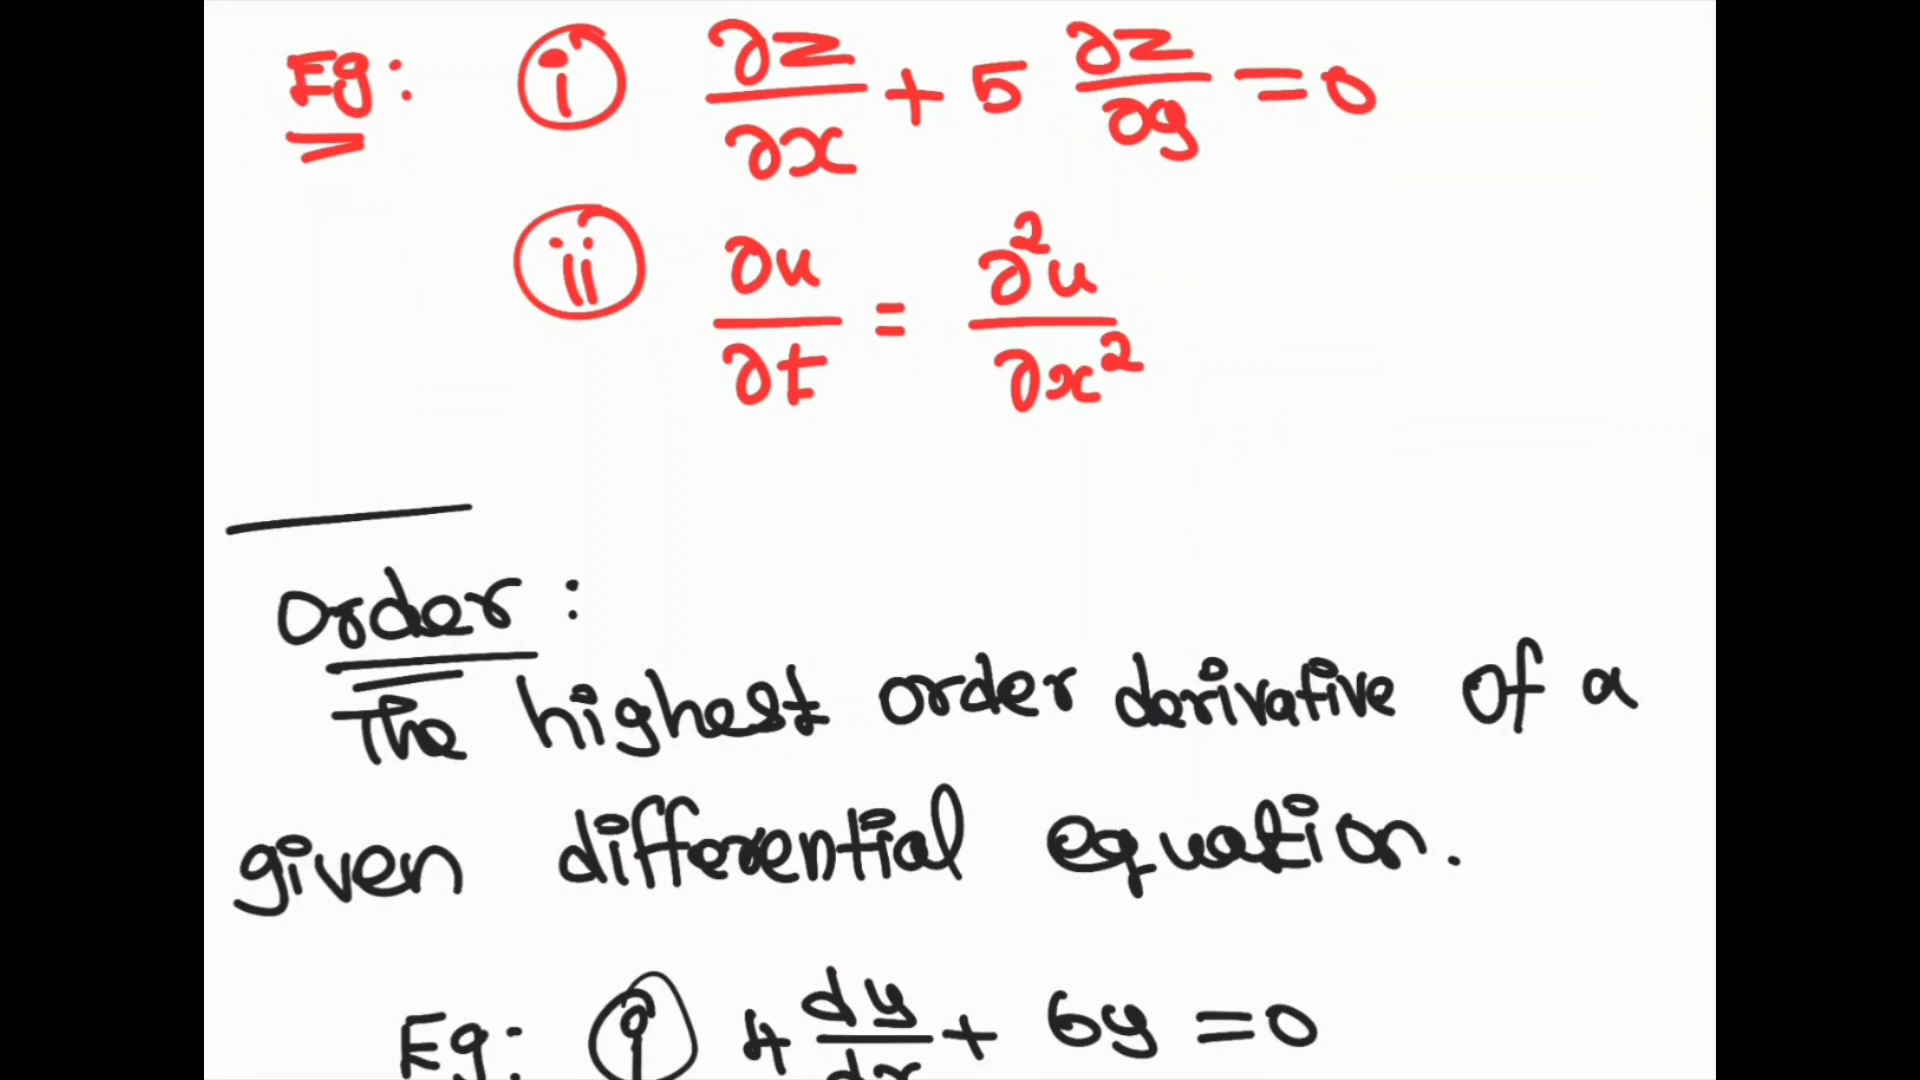 Eg: (i) ∂z/∂x + 5 ∂z/∂y = 0
(ii) ∂u/∂t = ∂²u/∂x²
Order:
The highest order derivative of a
given differential equation.
Eg: (i) 4 dy/dx + 6y = 0